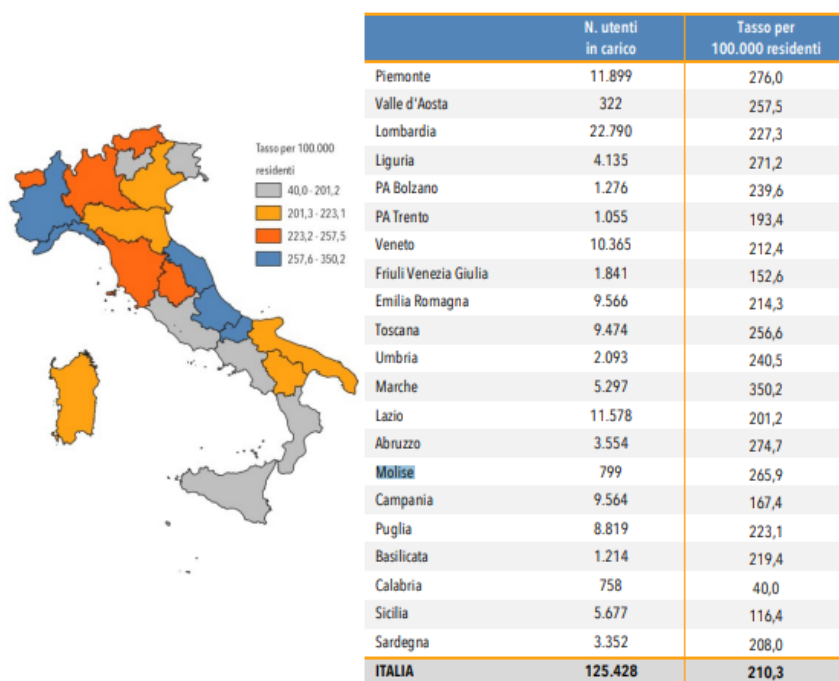 Tasso per 100.000
residenti
40,0 - 201,2
201,3 - 223,1
223,2 - 257,5
257,6 - 350,2
N. utenti in carico Tasso per 100.000 residenti
Piemonte 11.899 276,0
Valle d'Aosta 322 257,5
Lombardia 22.790 227,3
Liguria 4.135 271,2
PA Bolzano 1.276 239,6
PA Trento 1.055 193,4
Veneto 10.365 212,4
Friuli Venezia Giulia 1.841 152,6
Emilia Romagna 9.566 214,3
Toscana 9.474 256,6
Umbria 2.093 240,5
Marche 5.297 350,2
Lazio 11.578 201,2
Abruzzo 3.554 274,7
Molise 799 265,9
Campania 9.564 167,4
Puglia 8.819 223,1
Basilicata 1.214 219,4
Calabria 758 40,0
Sicilia 5.677 116,4
Sardegna 3.352 208,0
ITALIA 125.428 210,3